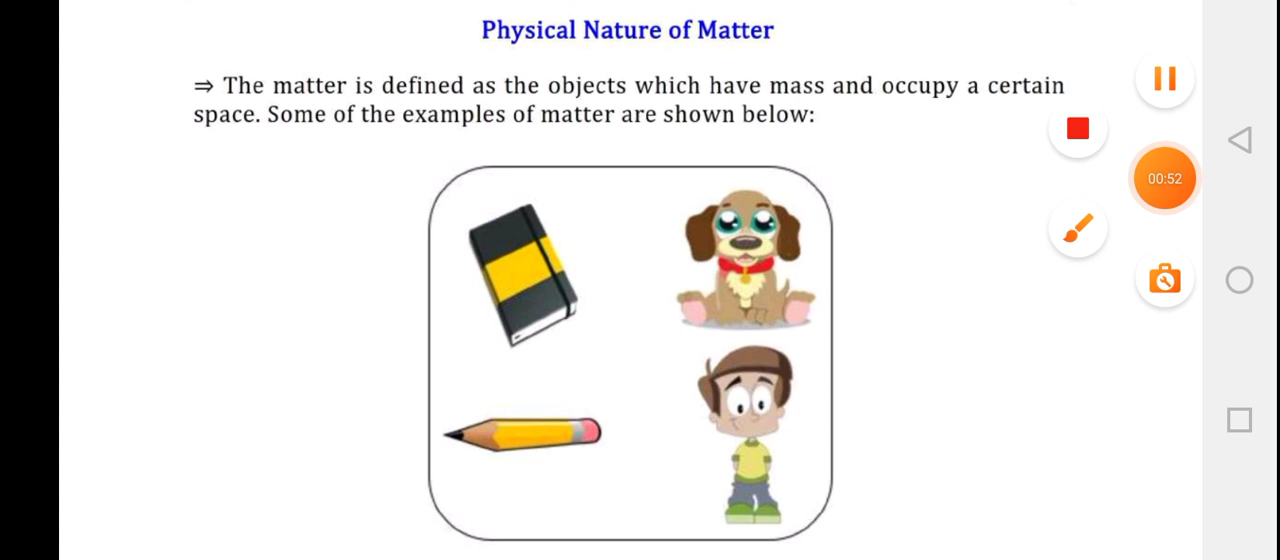 Physical Nature of Matter
⇒ The matter is defined as the objects which have mass and occupy a certain
space. Some of the examples of matter are shown below:
00:52